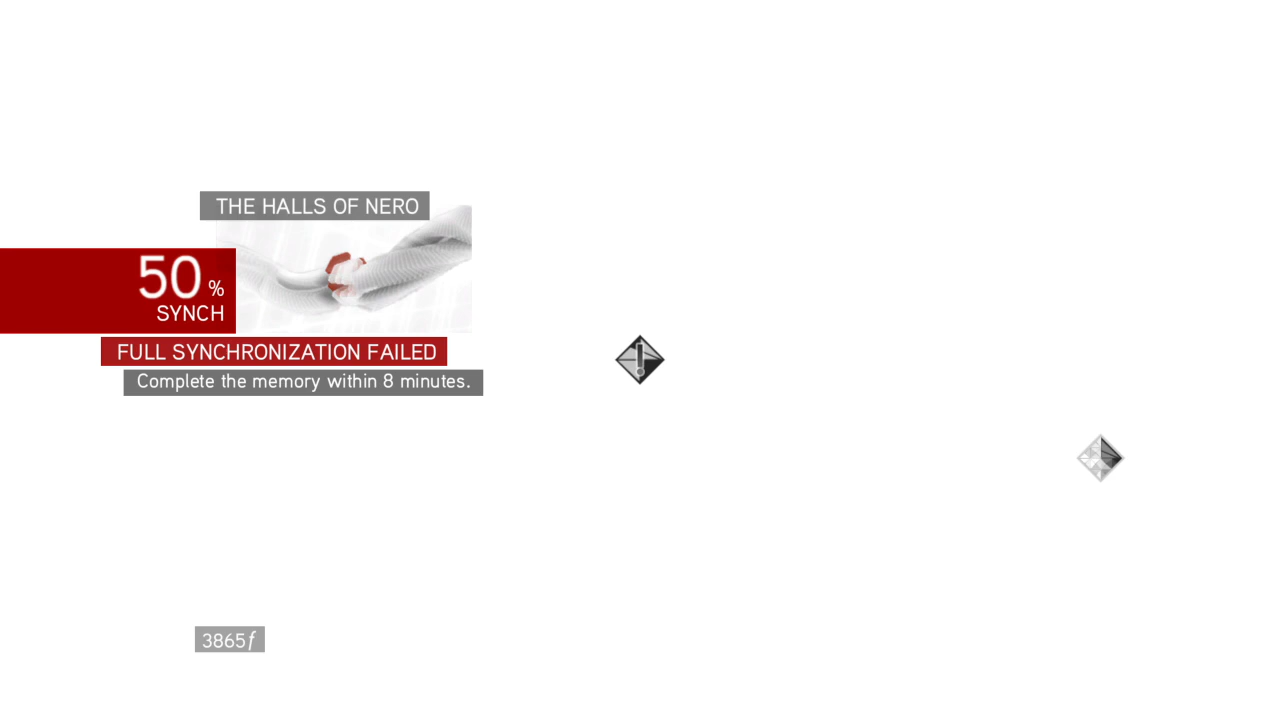 THE HALLS OF NERO
50 %
SYNCH
FULL SYNCHRONIZATION FAILED
Complete the memory within 8 minutes.
3865ƒ